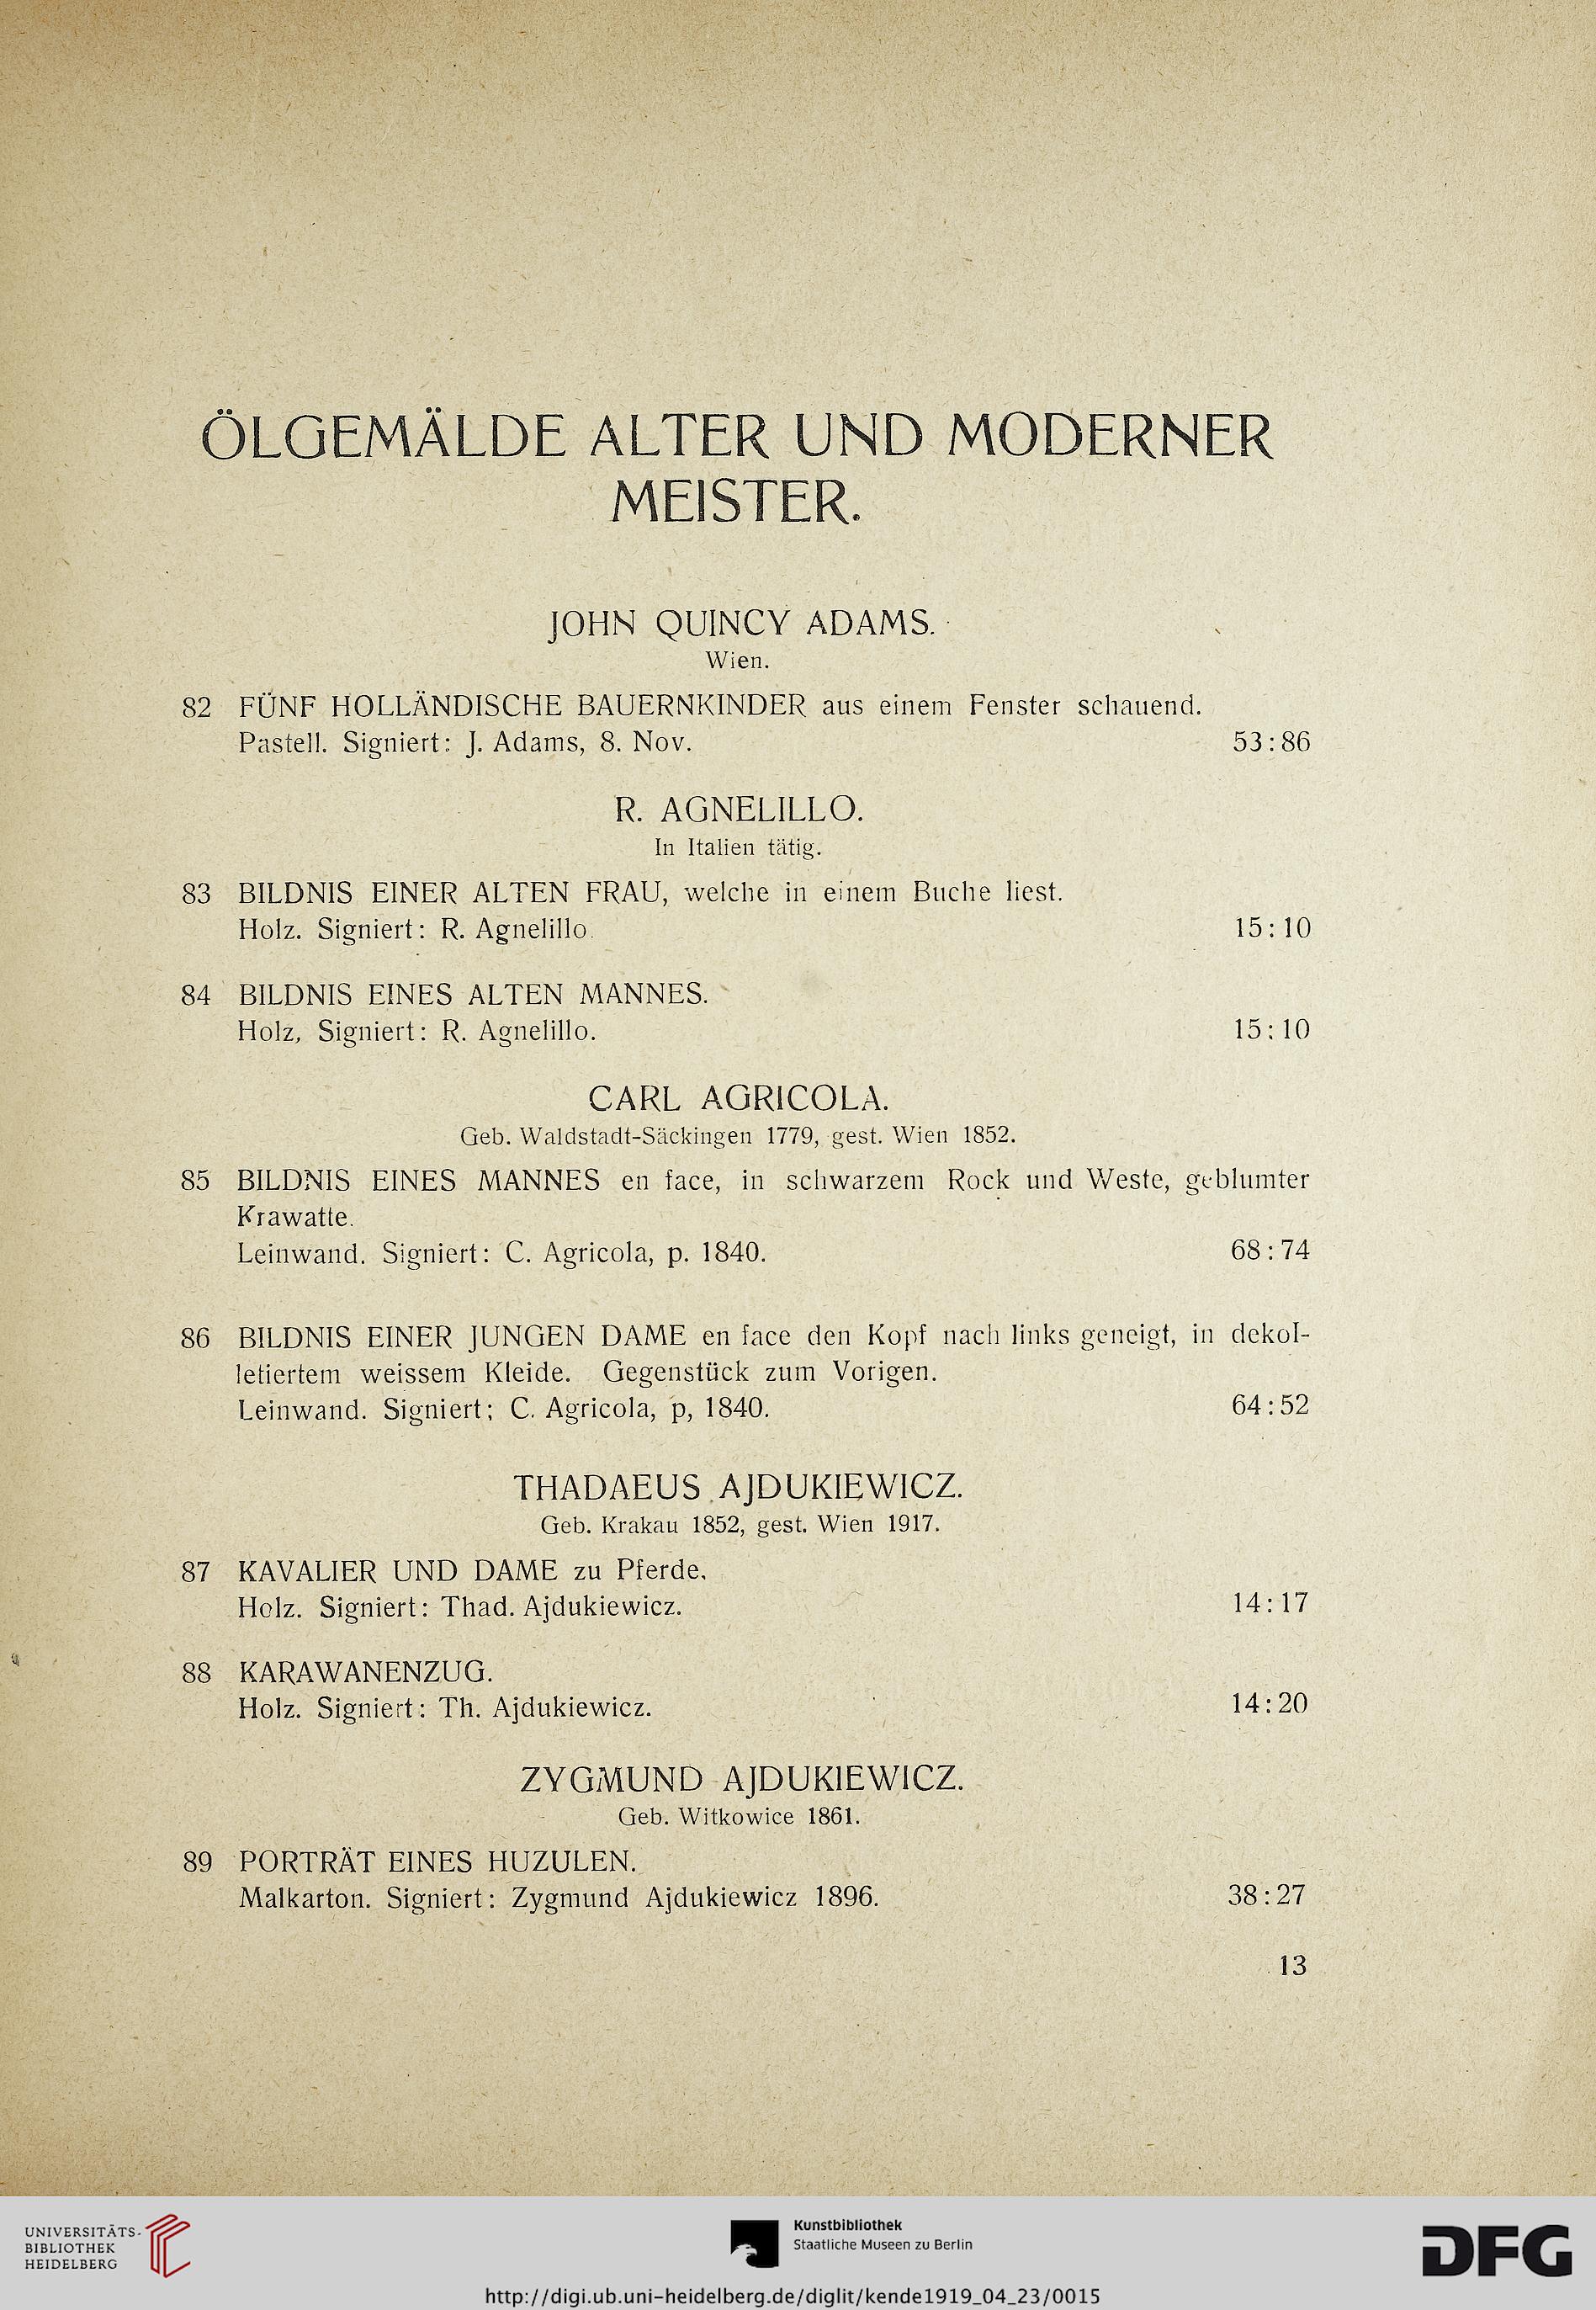 ÖLGEMÄLDE ALTER UND MODERNER
MEISTER.
JOHN QUINCY ADAMS.
Wien.
82 FÜNF HOLLÄNDISCHE BAUERNKINDER aus einem Fenster schauend.
Pastell. Signiert: J. Adams, 8. Nov. 53:86
R. AGNELILLO.
In Italien tätig.
83 BILDNIS EINER ALTEN FRAU, welche in einem Buche liest.
Holz. Signiert: R. Agnelillo. 15:10
84 BILDNIS EINES ALTEN MANNES.
Holz, Signiert: R. Agnelillo. 15:10
CARL AGRICOLA.
Geb. Waldstadt-Säckingen 1779, gest. Wien 1852.
85 BILDNIS EINES MANNES en face, in schwarzem Rock und Weste, geblumter
Krawatte.
Leinwand. Signiert: C. Agricola, p. 1840. 68:74
86 BILDNIS EINER JUNGEN DAME en face den Kopf nach links geneigt, in dekol-
letiertem weissem Kleide. Gegenstück zum Vorigen.
Leinwand. Signiert; C. Agricola, p, 1840. 64:52
THADAEUS AJDUKIEWICZ.
Geb. Krakau 1852, gest. Wien 1917.
87 KAVALIER UND DAME zu Pferde.
Holz. Signiert: Thad. Ajdukiewicz. 14:17
88 KARAWANENZUG.
Holz. Signiert: Th. Ajdukiewicz. 14:20
ZYGMUND AJDUKIEWICZ.
Geb. Witkowice 1861.
89 PORTRÄT EINES HUZULEN.
Malkarton. Signiert: Zygmund Ajdukiewicz 1896. 38:27
13
UNIVERSITÄTS-
BIBLIOTHEK
HEIDELBERG
Kunstbibliothek
Staatliche Museen zu Berlin
DFG
http://digi.ub.uni-heidelberg.de/diglit/kende1919_04_23/0015